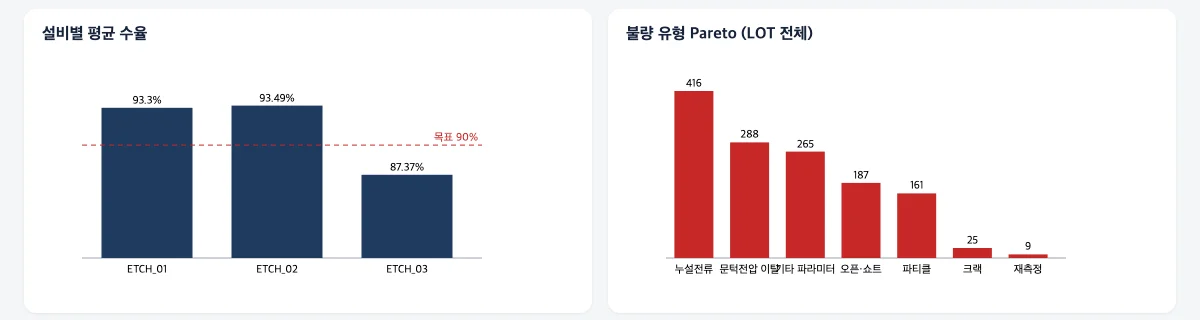 설비별 평균 수율
93.3%
93.49%
목표 90%
87.37%
ETCH_01
ETCH_02
ETCH_03
불량 유형 Pareto (LOT 전체)
416
288
265
187
161
25
9
누설전류
문턱전압 이탈
기타 파라미터
오픈·쇼트
파티클
크랙
재측정